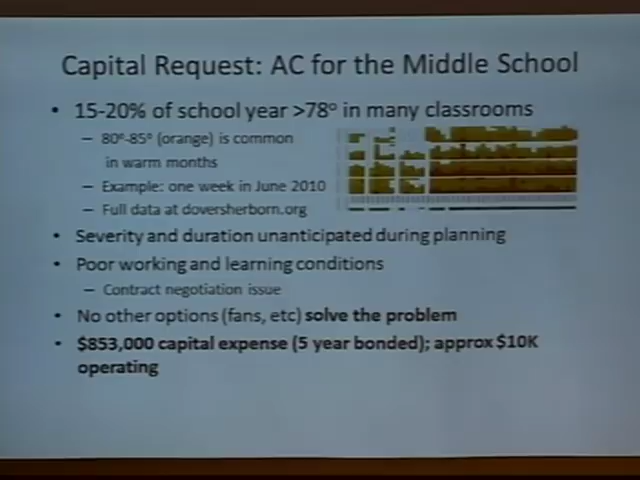 Capital Request: AC for the Middle School
• 15-20% of school year >78° in many classrooms
– 80°-85° (orange) is common
in warm months
– Example: one week in June 2010
– Full data at doversherborn.org
• Severity and duration unanticipated during planning
• Poor working and learning conditions
– Contract negotiation issue
• No other options (fans, etc) solve the problem
• $853,000 capital expense (5 year bonded); approx $10K
operating